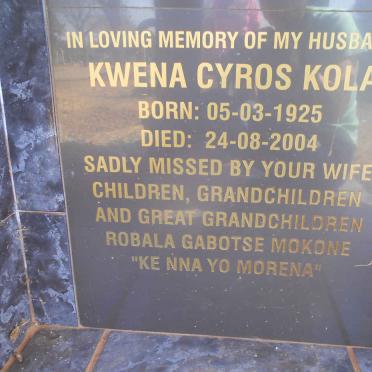 IN LOVING MEMORY OF MY HUSBA
KWENA CYROS KOLA
BORN: 05-03-1925
DIED: 24-08-2004
SADLY MISSED BY YOUR WIFE
CHILDREN, GRANDCHILDREN
AND GREAT GRANDCHILDREN
ROBALA GABOTSE MOKONE
"KE NNA YO MORENA"